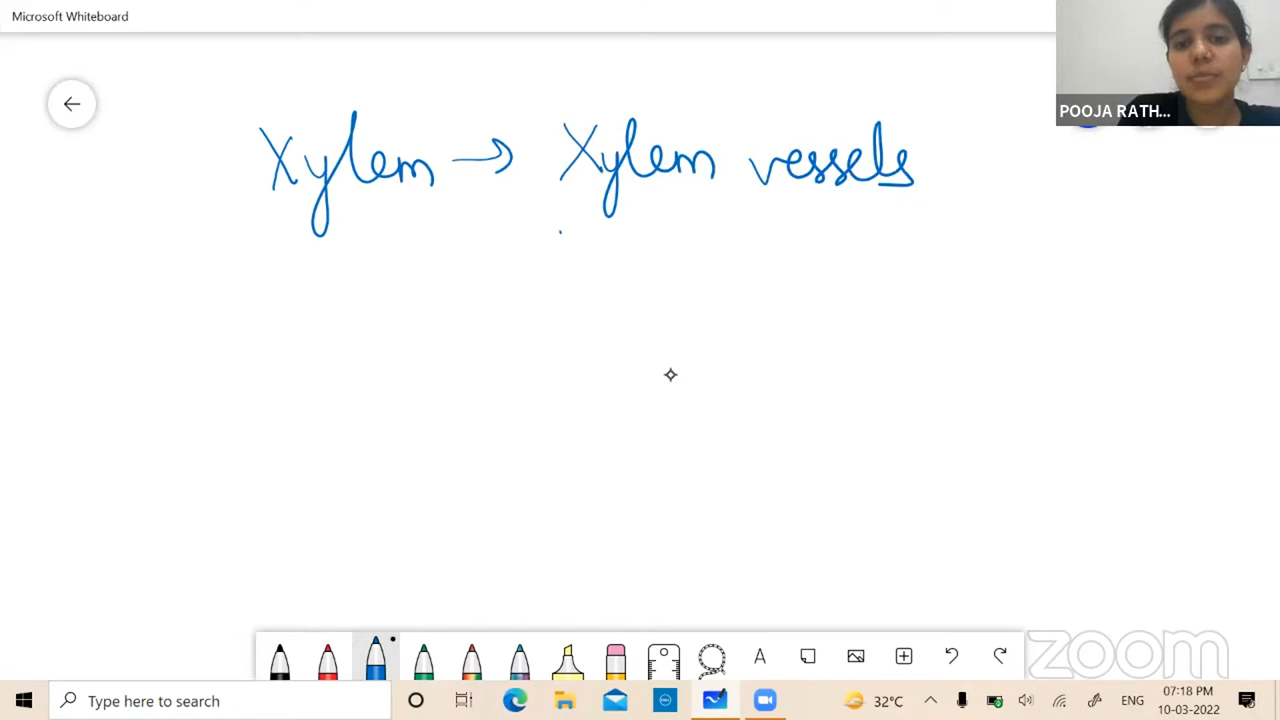 Microsoft Whiteboard
POOJA RATH...
Xylem → Xylem vessels
A
zoom
Type here to search
32°C
ENG
07:18 PM
10-03-2022